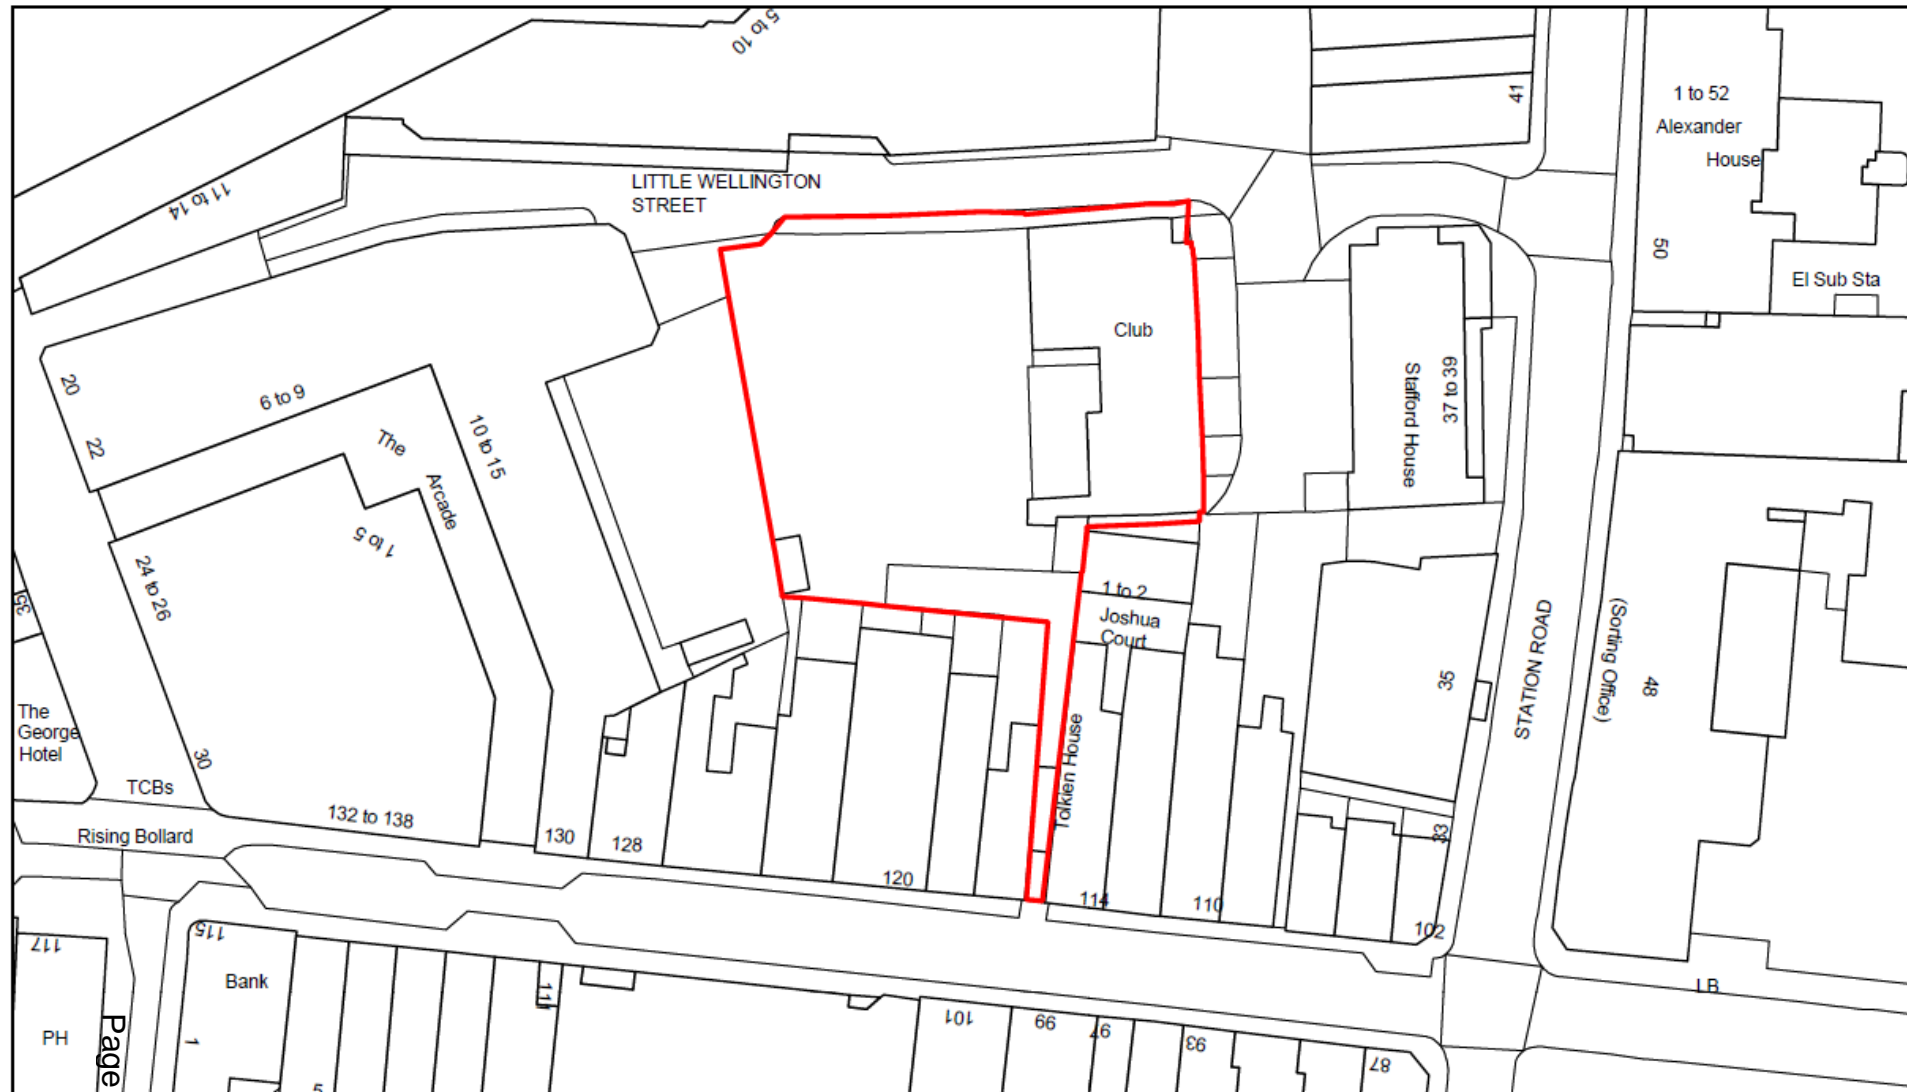 5 to 10
41
1 to 52
Alexander
House
11 to 14
LITTLE WELLINGTON
STREET
50
El Sub Sta
Club
Stafford House
37 to 39
20
22
6 to 9
The
Arcade
10 to 15
1 to 5
24 to 26
35
1 to 2
Joshua
Court
STATION ROAD
(Sorting Office)
48
35
The
George
Hotel
30
TCBs
Tolkien House
132 to 138
Rising Bollard
130
128
33
120
114
110
102
117
115
Bank
111
LB
PH
Page
1
5
101
99
97
93
87